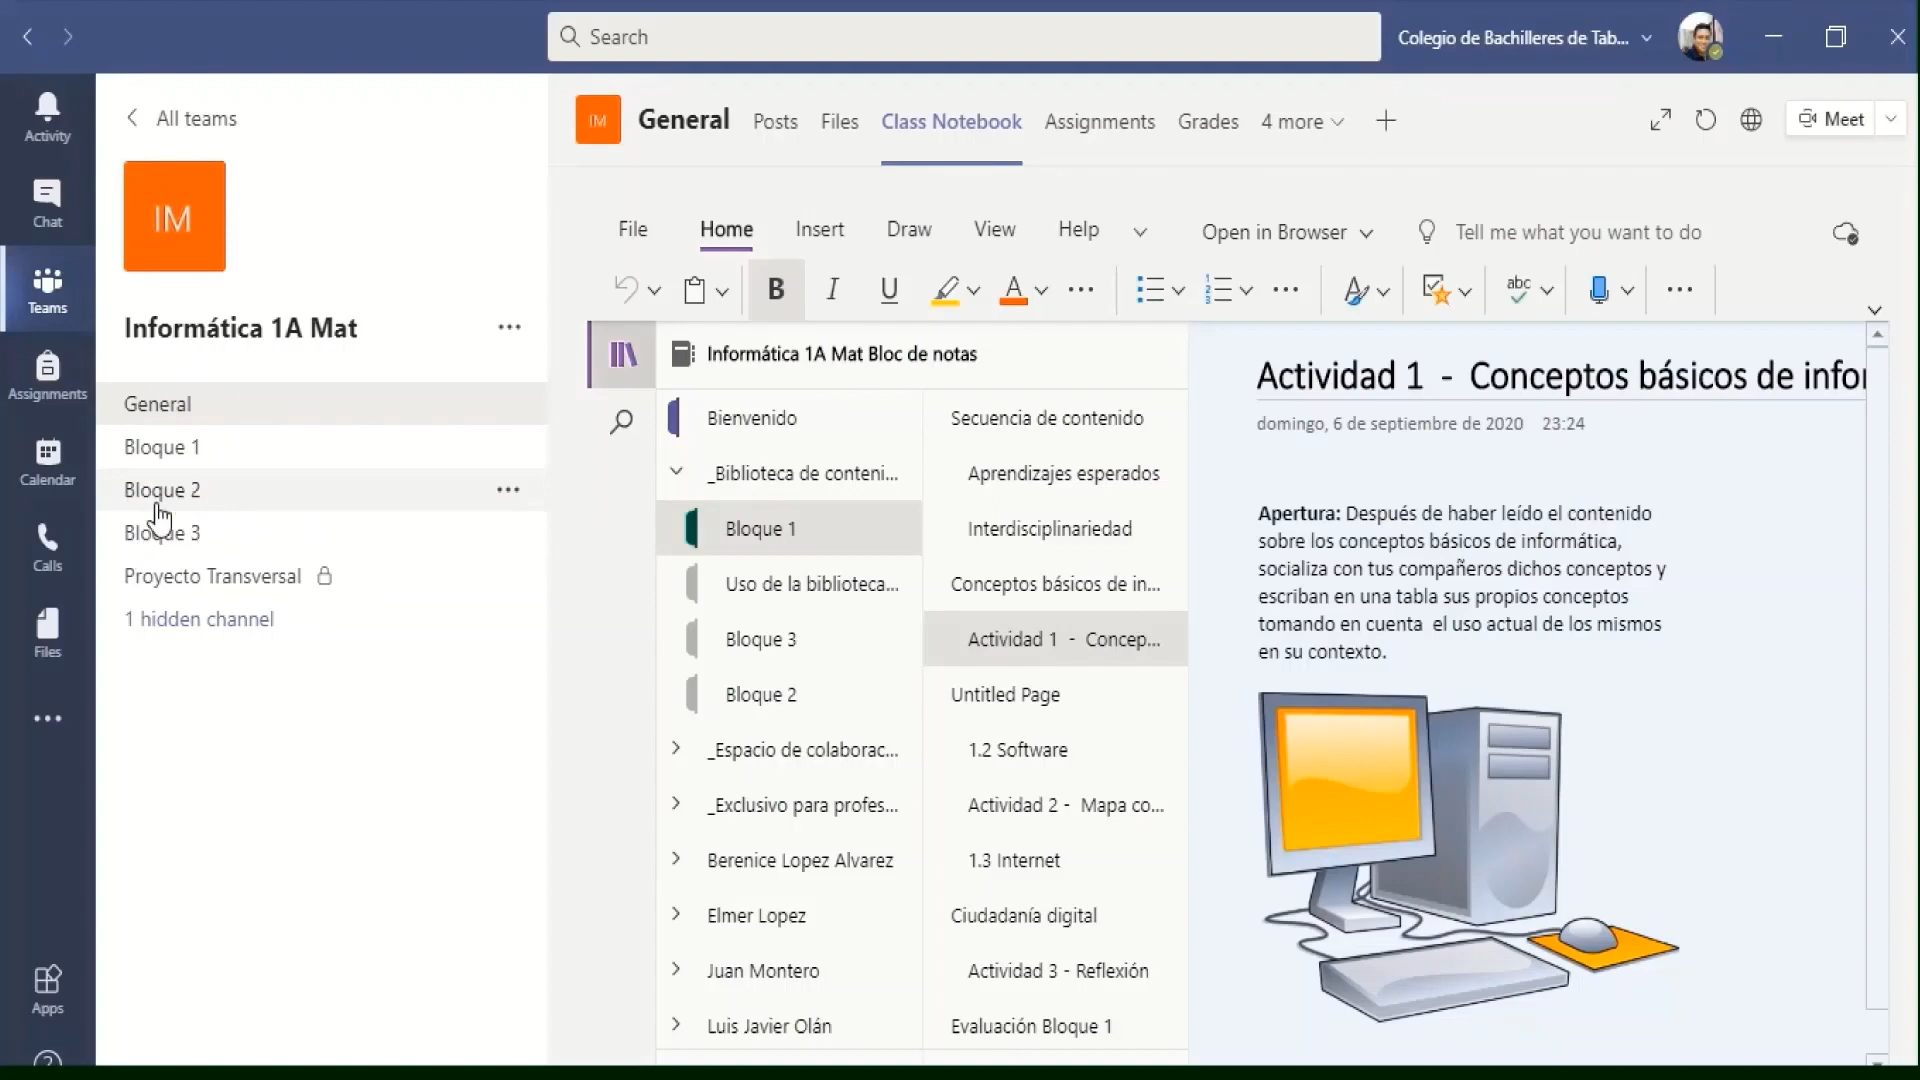 Search
Colegio de Bachilleres de Tab...
Activity
Chat
Teams
Assignments
Calendar
Calls
Files
Apps
All teams
IM
Informática 1A Mat
General
Bloque 1
Bloque 2
Bloque 3
Proyecto Transversal
1 hidden channel
IM
General Posts Files Class Notebook Assignments Grades 4 more
Meet
File Home Insert Draw View Help Open in Browser Tell me what you want to do
B I U A abc
Informática 1A Mat Bloc de notas
Bienvenido
_Biblioteca de conteni...
Bloque 1
Uso de la biblioteca...
Bloque 3
Bloque 2
_Espacio de colaborac...
_Exclusivo para profes...
Berenice Lopez Alvarez
Elmer Lopez
Juan Montero
Luis Javier Olán
Secuencia de contenido
Aprendizajes esperados
Interdisciplinariedad
Conceptos básicos de in...
Actividad 1 - Concep...
Untitled Page
1.2 Software
Actividad 2 - Mapa co...
1.3 Internet
Ciudadanía digital
Actividad 3 - Reflexión
Evaluación Bloque 1
Actividad 1 - Conceptos básicos de infor
domingo, 6 de septiembre de 2020 23:24
Apertura: Después de haber leído el contenido
sobre los conceptos básicos de informática,
socializa con tus compañeros dichos conceptos y
escriban en una tabla sus propios conceptos
tomando en cuenta el uso actual de los mismos
en su contexto.